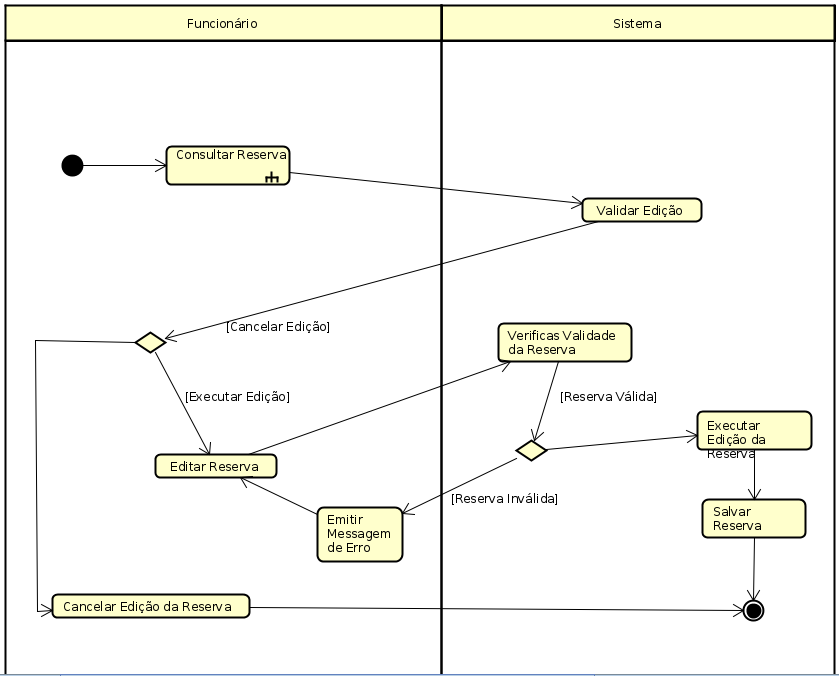 Funcionário
Sistema
Consultar Reserva
Validar Edição
[Cancelar Edição]
Verificas Validade
da Reserva
[Executar Edição]
[Reserva Válida]
Executar
Edição da
Reserva
Editar Reserva
[Reserva Inválida]
Emitir
Messagem
de Erro
Salvar
Reserva
Cancelar Edição da Reserva